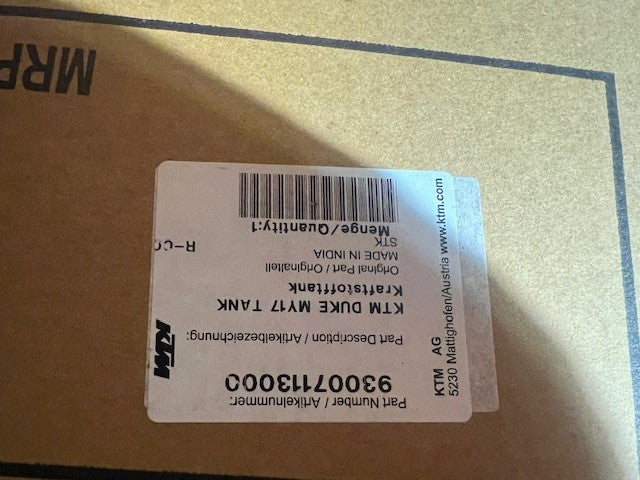 Part Number / Artikelnummer:
93007113000
Part Description / Artikelbezeichnung:
KTM DUKE MY17 TANK
Kraftstofftank
Original Part / Originalteil
MADE IN INDIA
STK
Menge/Quantity:1
KTM
KTM AG
5230 Mattighofen/Austria www.ktm.com
MRP